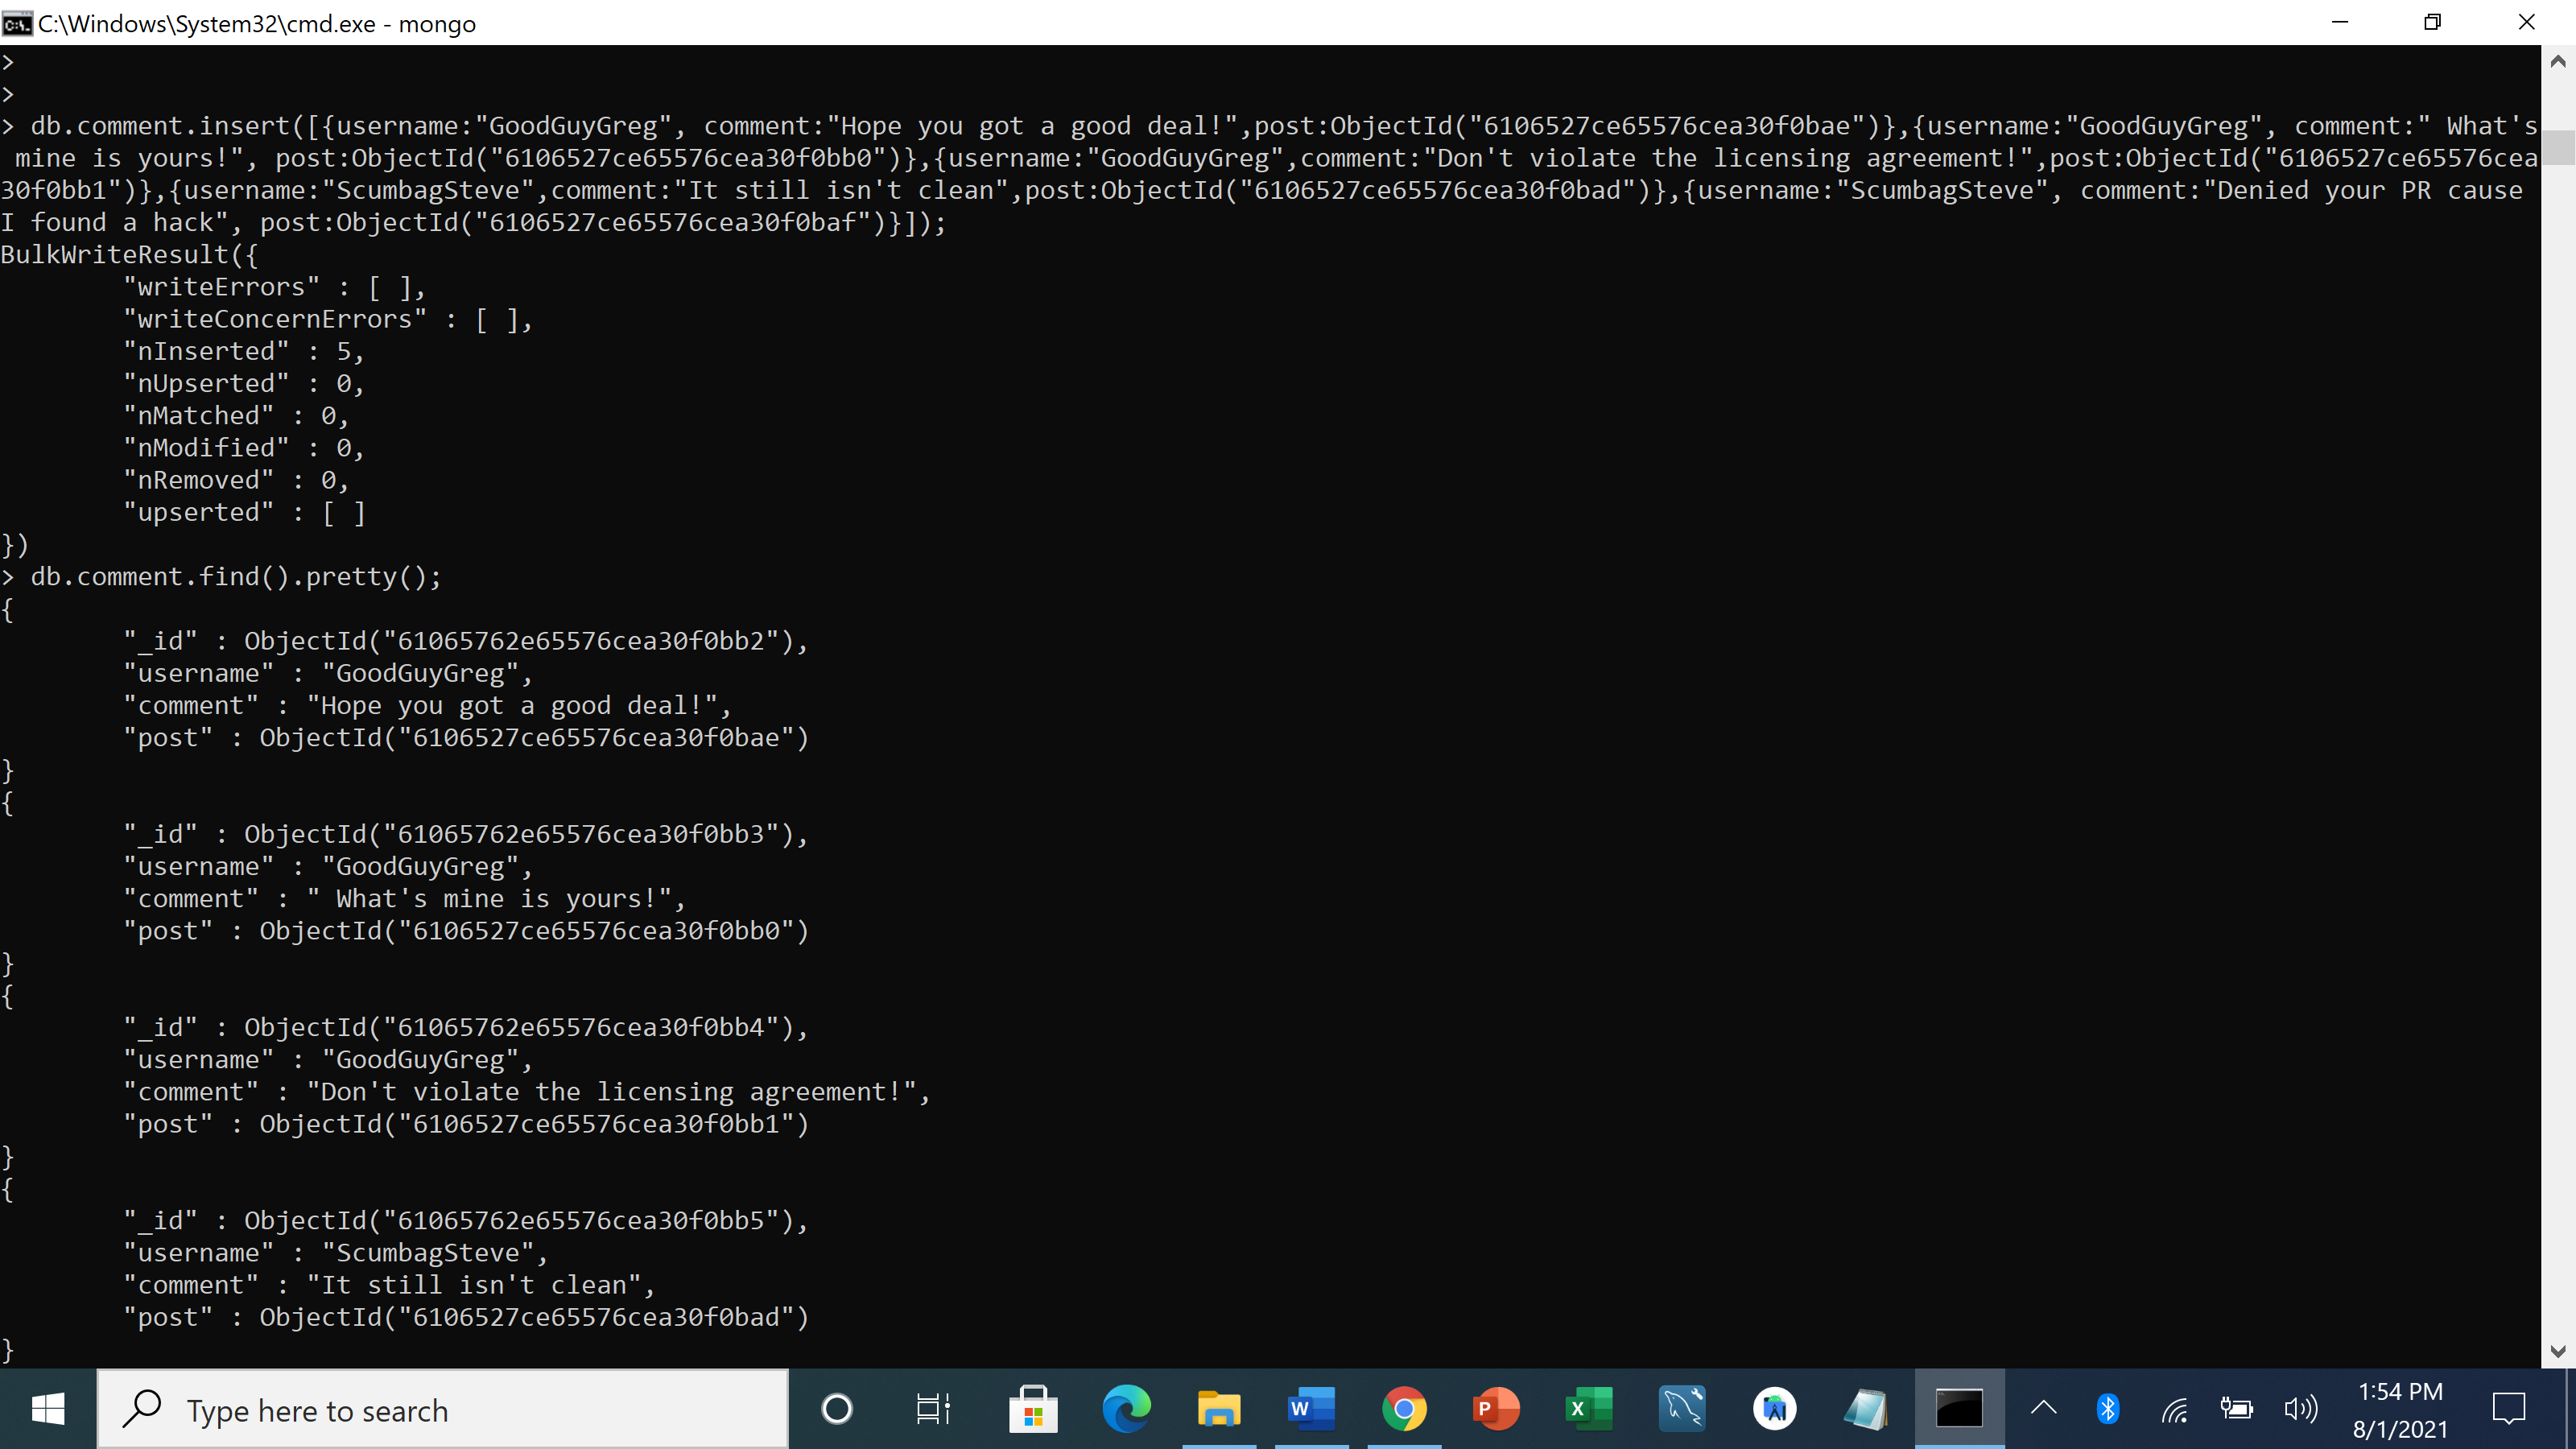 C:\Windows\System32\cmd.exe - mongo
>
>
> db.comment.insert([{username:"GoodGuyGreg", comment:"Hope you got a good deal!",post:ObjectId("6106527ce65576cea30f0bae")},{username:"GoodGuyGreg", comment:" What's
 mine is yours!", post:ObjectId("6106527ce65576cea30f0bb0")},{username:"GoodGuyGreg",comment:"Don't violate the licensing agreement!",post:ObjectId("6106527ce65576cea
30f0bb1")},{username:"ScumbagSteve",comment:"It still isn't clean",post:ObjectId("6106527ce65576cea30f0bad")},{username:"ScumbagSteve", comment:"Denied your PR cause
I found a hack", post:ObjectId("6106527ce65576cea30f0baf")}]);
BulkWriteResult({
        "writeErrors" : [ ],
        "writeConcernErrors" : [ ],
        "nInserted" : 5,
        "nUpserted" : 0,
        "nMatched" : 0,
        "nModified" : 0,
        "nRemoved" : 0,
        "upserted" : [ ]
})
> db.comment.find().pretty();
{
        "_id" : ObjectId("61065762e65576cea30f0bb2"),
        "username" : "GoodGuyGreg",
        "comment" : "Hope you got a good deal!",
        "post" : ObjectId("6106527ce65576cea30f0bae")
}
{
        "_id" : ObjectId("61065762e65576cea30f0bb3"),
        "username" : "GoodGuyGreg",
        "comment" : " What's mine is yours!",
        "post" : ObjectId("6106527ce65576cea30f0bb0")
}
{
        "_id" : ObjectId("61065762e65576cea30f0bb4"),
        "username" : "GoodGuyGreg",
        "comment" : "Don't violate the licensing agreement!",
        "post" : ObjectId("6106527ce65576cea30f0bb1")
}
{
        "_id" : ObjectId("61065762e65576cea30f0bb5"),
        "username" : "ScumbagSteve",
        "comment" : "It still isn't clean",
        "post" : ObjectId("6106527ce65576cea30f0bad")
}
Type here to search
1:54 PM
8/1/2021